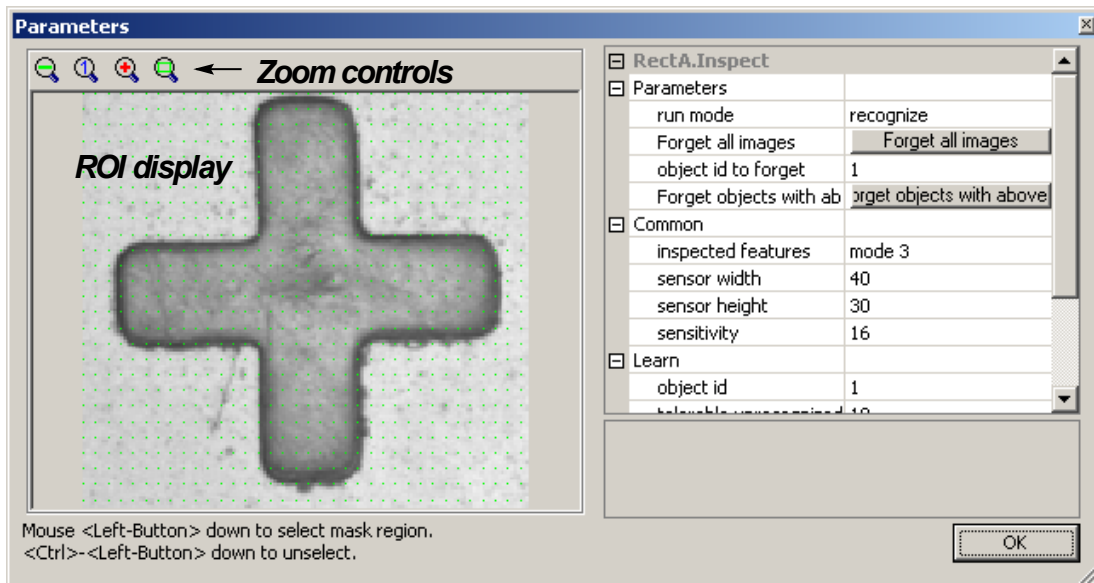 Parameters
1 Zoom controls
ROI display
RectA.Inspect
Parameters
run mode recognize
Forget all images Forget all images
object id to forget 1
Forget objects with ab orget objects with above
Common
inspected features mode 3
sensor width 40
sensor height 30
sensitivity 16
Learn
object id 1
Mouse <Left-Button> down to select mask region.
<Ctrl>-<Left-Button> down to unselect.
OK